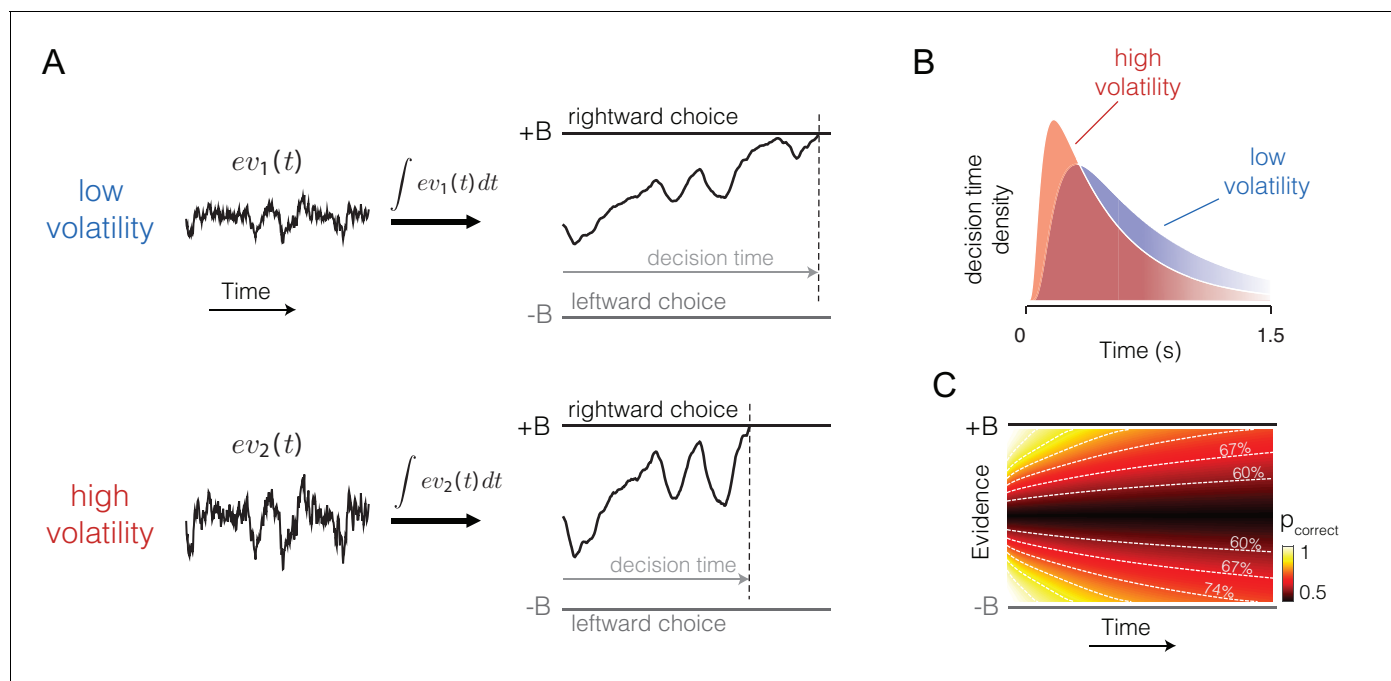 A
low
volatility
ev₁(t)
Time
∫ ev₁(t)dt
+B
rightward choice
decision time
-B
leftward choice
high
volatility
ev₂(t)
∫ ev₂(t)dt
+B
rightward choice
decision time
-B
leftward choice
B
high
volatility
low
volatility
decision time
density
0
1.5
Time (s)
C
+B
Evidence
-B
67%
60%
60%
67%
74%
Time
pcorrect
1
0.5